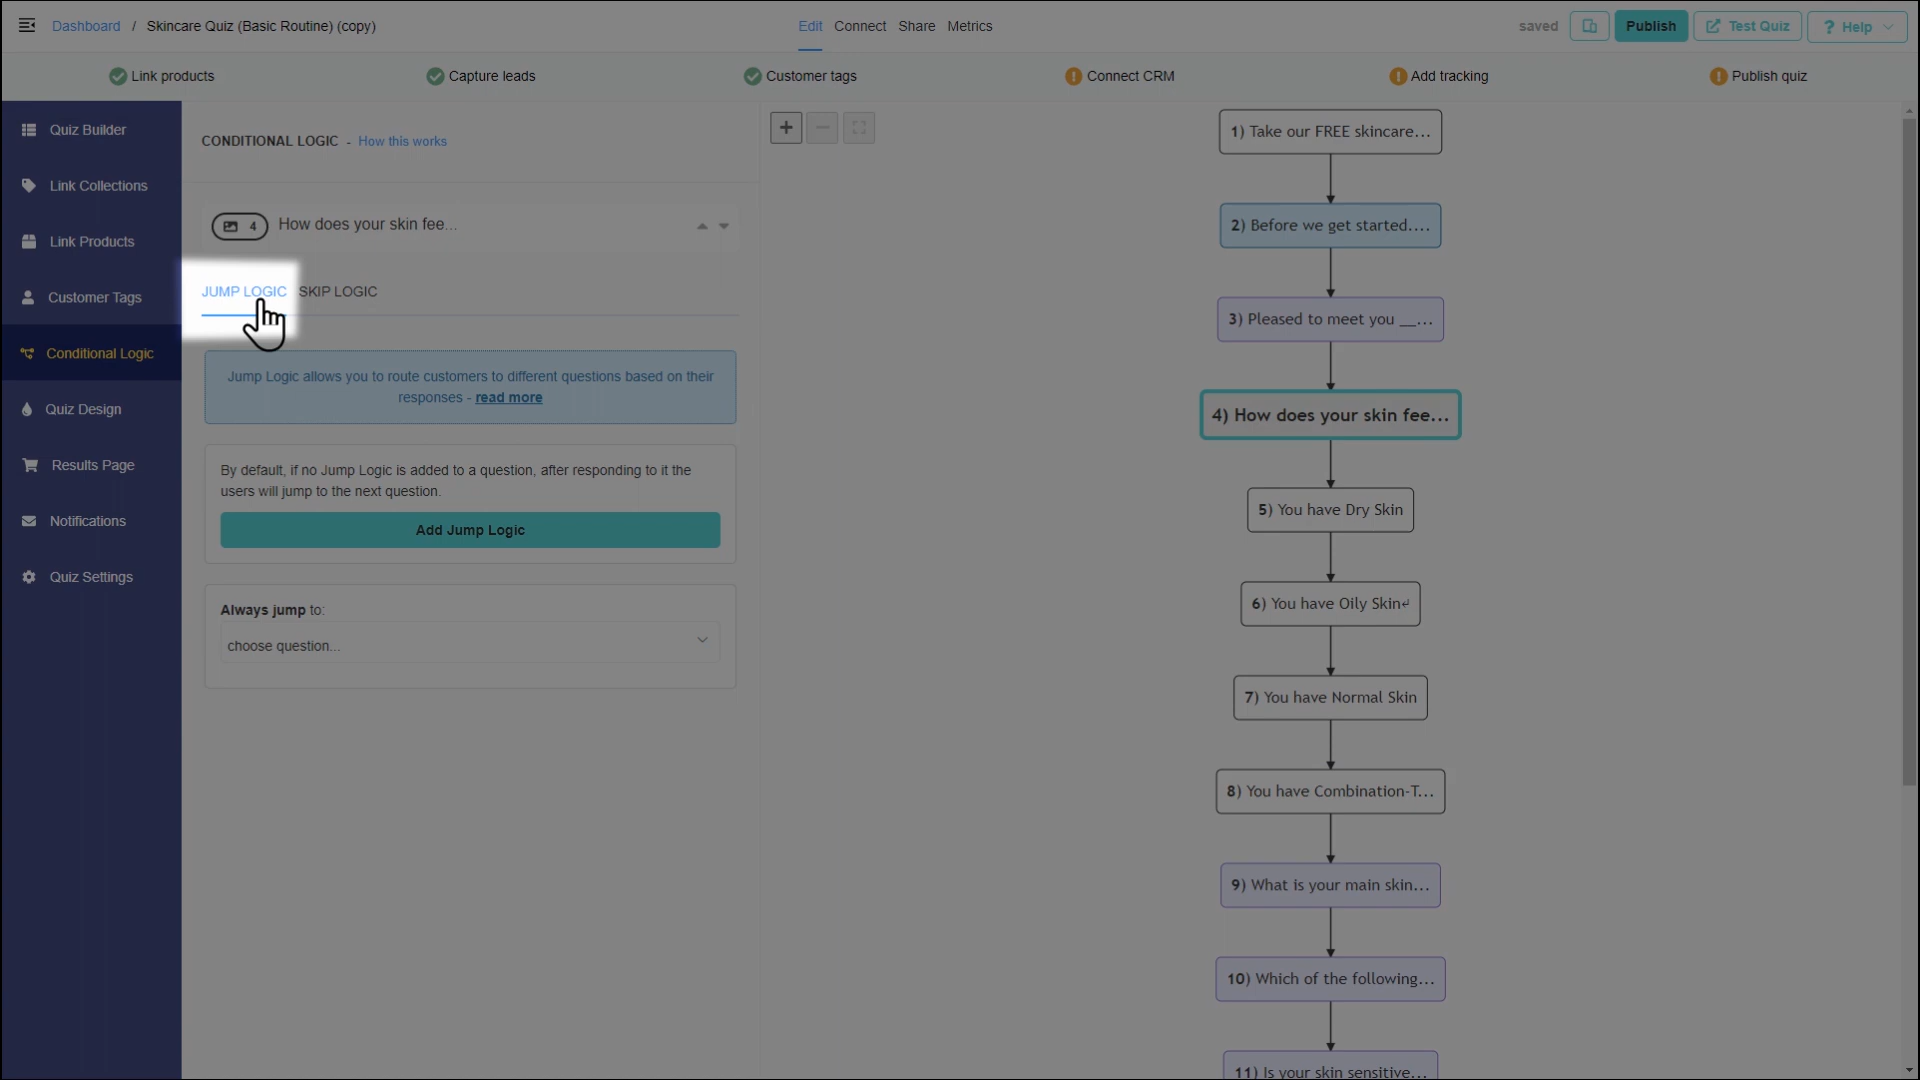 Dashboard / Skincare Quiz (Basic Routine) (copy)
Edit Connect Share Metrics
saved Publish Test Quiz ? Help
Link products Capture leads Customer tags Connect CRM Add tracking Publish quiz
Quiz Builder
Link Collections
Link Products
Customer Tags
Conditional Logic
Quiz Design
Results Page
Notifications
Quiz Settings
CONDITIONAL LOGIC - How this works
4 How does your skin fee...
JUMP LOGIC SKIP LOGIC
Jump Logic allows you to route customers to different questions based on their
responses - read more
By default, if no Jump Logic is added to a question, after responding to it the
users will jump to the next question.
Add Jump Logic
Always jump to:
choose question...
1) Take our FREE skincare...
2) Before we get started....
3) Pleased to meet you __...
4) How does your skin fee...
5) You have Dry Skin
6) You have Oily Skin↵
7) You have Normal Skin
8) You have Combination-T...
9) What is your main skin...
10) Which of the following...
11) Is your skin sensitive...